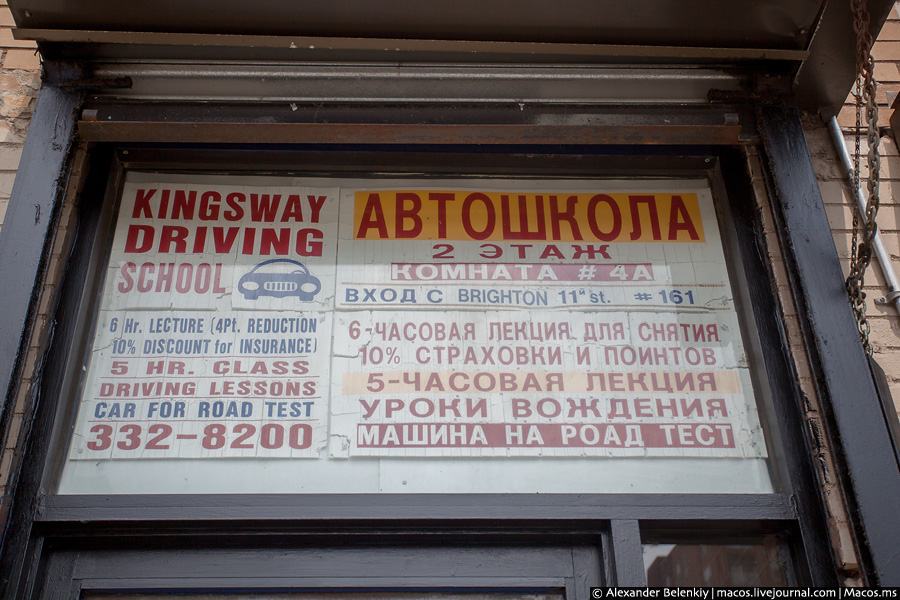 KINGSWAY
DRIVING
SCHOOL
6 Hr. LECTURE (4Pt. REDUCTION
10% DISCOUNT for INSURANCE)
5 HR. CLASS
DRIVING LESSONS
CAR FOR ROAD TEST
332-8200
АВТОШКОЛА
2 ЭТАЖ
КОМНАТА # 4А
ВХОД С BRIGHTON 11й st. # 161
6-ЧАСОВАЯ ЛЕКЦИЯ ДЛЯ СНЯТИЯ
10% СТРАХОВКИ И ПОИНТОВ
5-ЧАСОВАЯ ЛЕКЦИЯ
УРОКИ ВОЖДЕНИЯ
МАШИНА НА РОАД ТЕСТ
© Alexander Belenkiy | macos.livejournal.com | Macos.ms